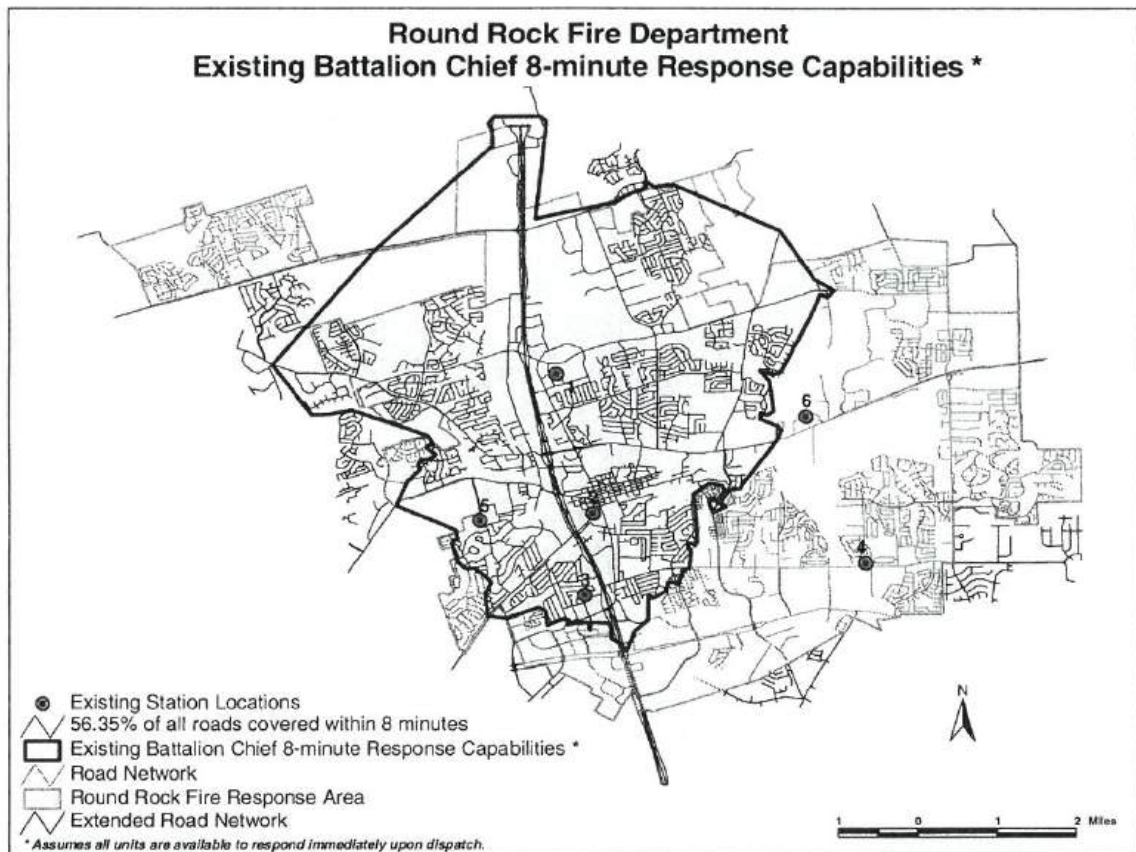 Round Rock Fire Department
Existing Battalion Chief 8-minute Response Capabilities *
6
5
3
4
N
Existing Station Locations
56.35% of all roads covered within 8 minutes
Existing Battalion Chief 8-minute Response Capabilities *
Road Network
Round Rock Fire Response Area
Extended Road Network
* Assumes all units are available to respond immediately upon dispatch.
1 0 1 2 Miles